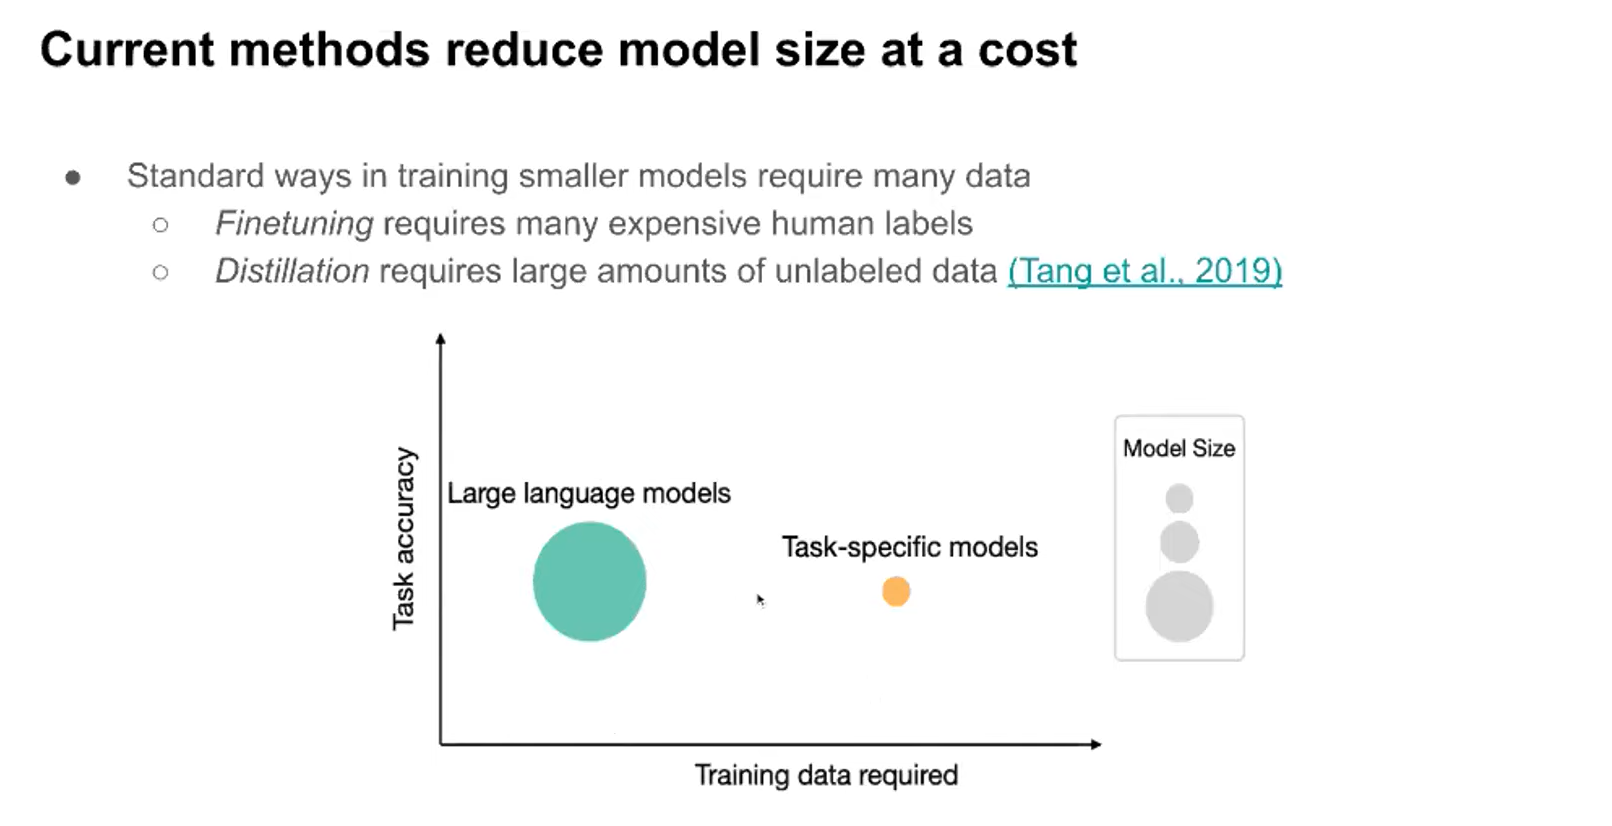 Current methods reduce model size at a cost
● Standard ways in training smaller models require many data
○ Finetuning requires many expensive human labels
○ Distillation requires large amounts of unlabeled data (Tang et al., 2019)
Task accuracy
Large language models
Task-specific models
Model Size
Training data required